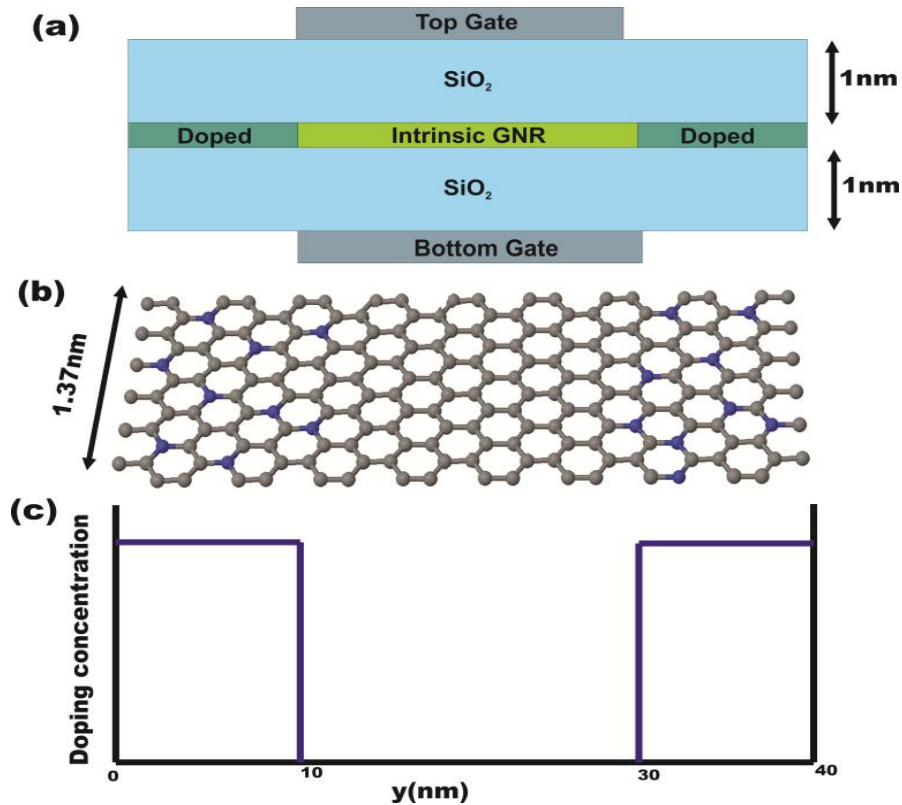 (a)
Top Gate
SiO₂
1nm
Doped Intrinsic GNR Doped
SiO₂
1nm
Bottom Gate
(b)
1.37nm
(c)
Doping concentration
0 10 30 40
y(nm)